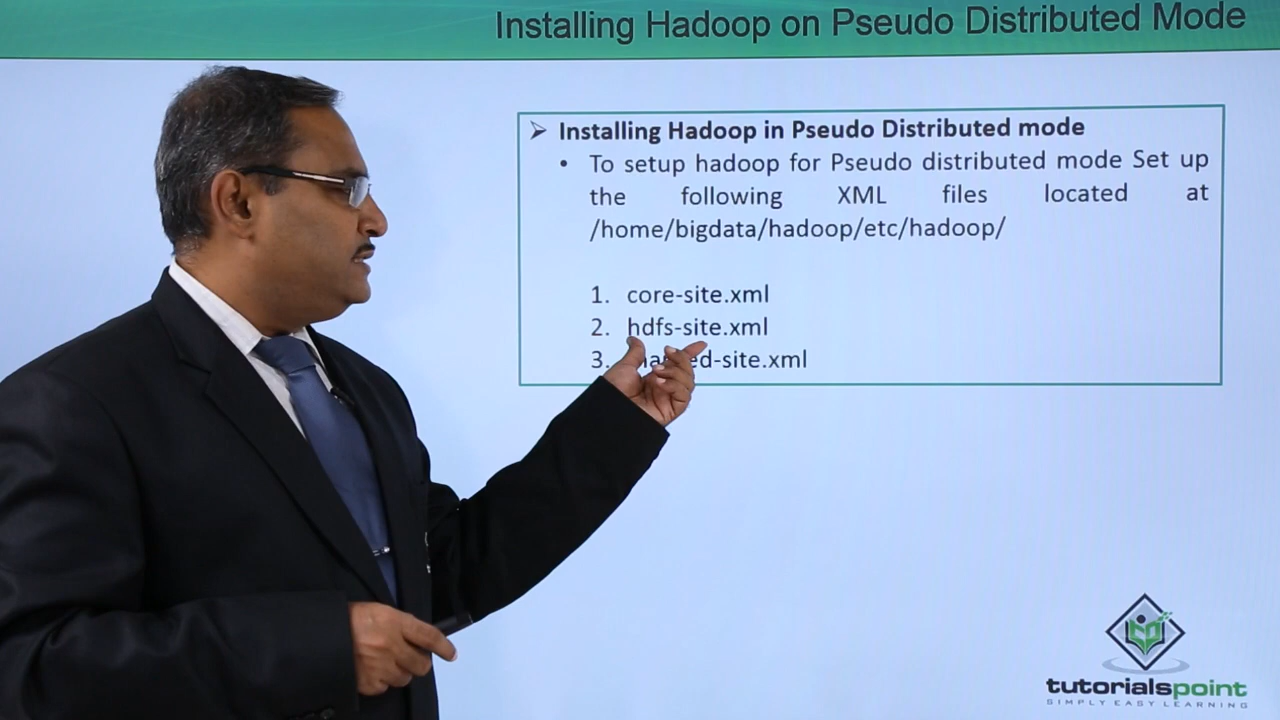 Installing Hadoop on Pseudo Distributed Mode
➢ Installing Hadoop in Pseudo Distributed mode
• To setup hadoop for Pseudo distributed mode Set up
the following XML files located at
/home/bigdata/hadoop/etc/hadoop/
1. core-site.xml
2. hdfs-site.xml
3.
tutorialspoint
SIMPLY EASY LEARNING